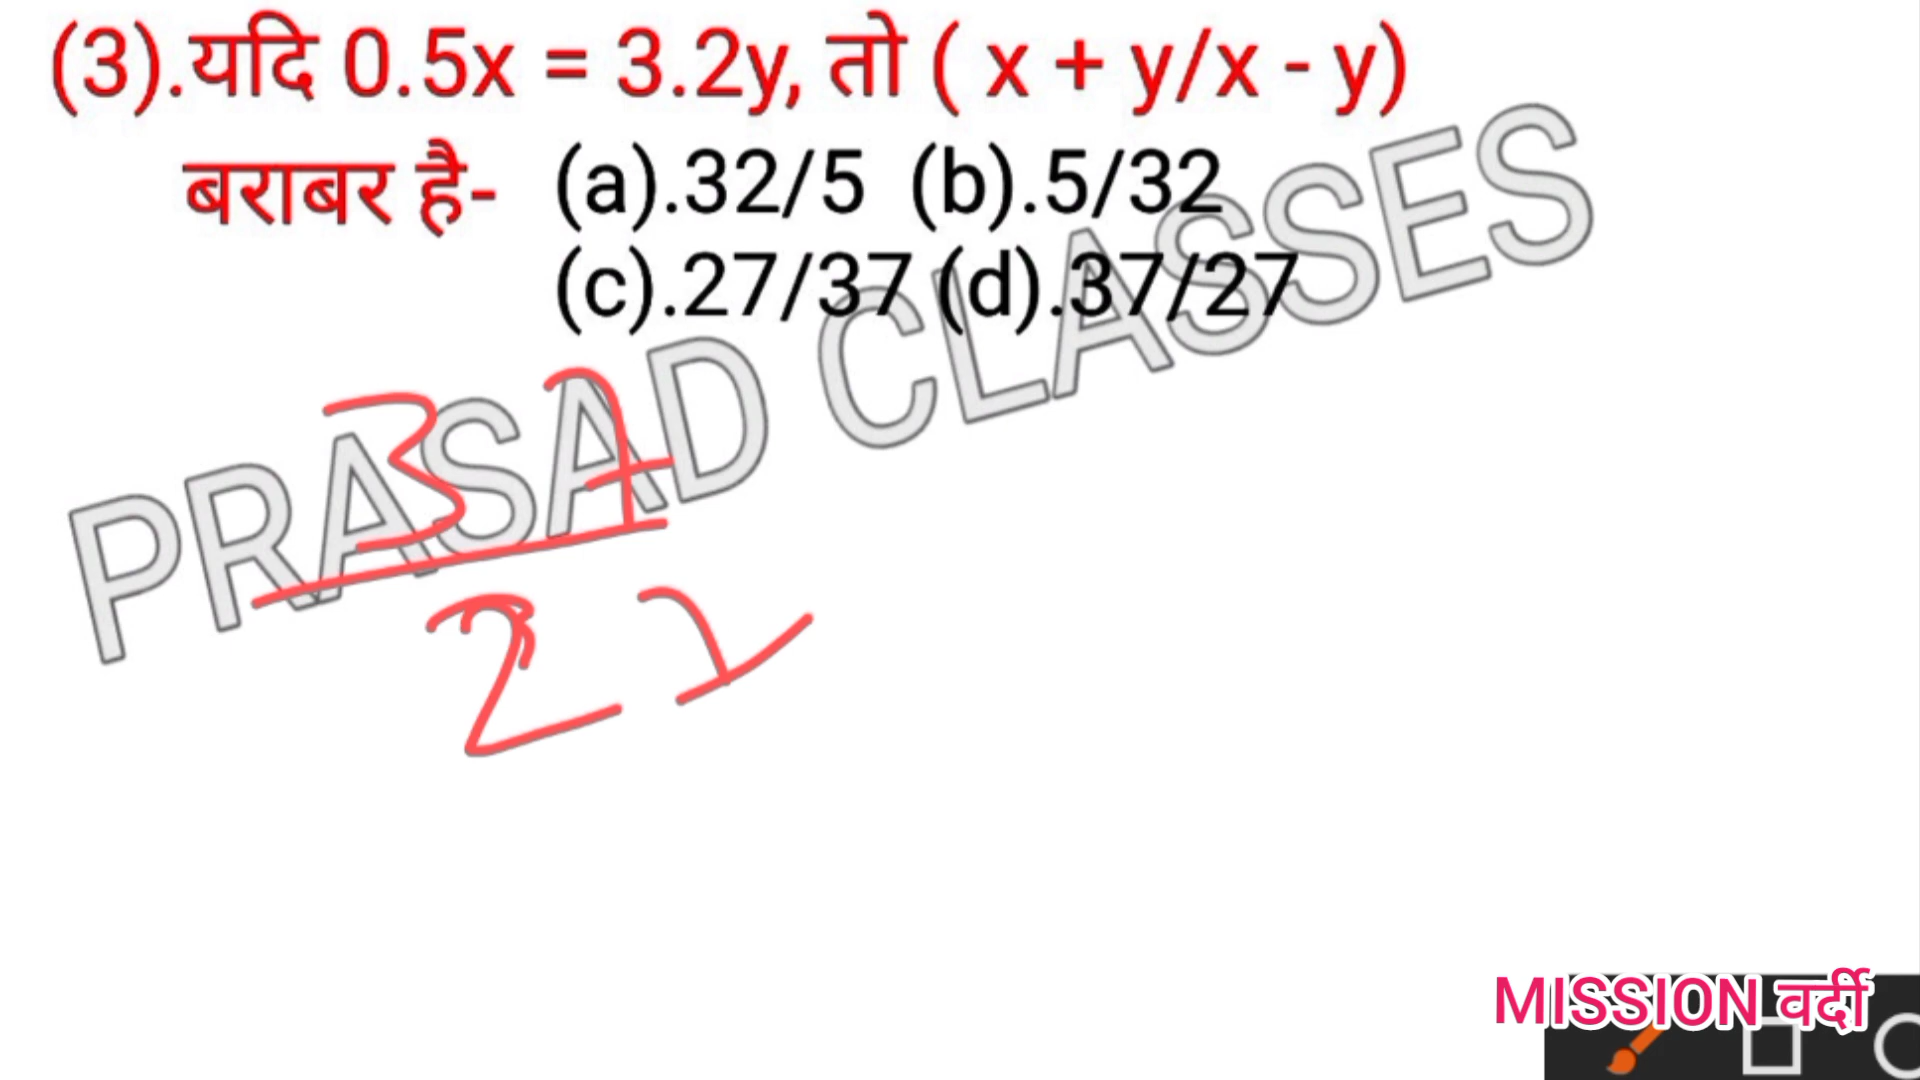 (3).यदि 0.5x = 3.2y, तो ( x + y/x - y)
बराबर है- (a).32/5 (b).5/32
(c).27/37 (d).37/27
PRASAD CLASSES
37
27
MISSION वर्दी